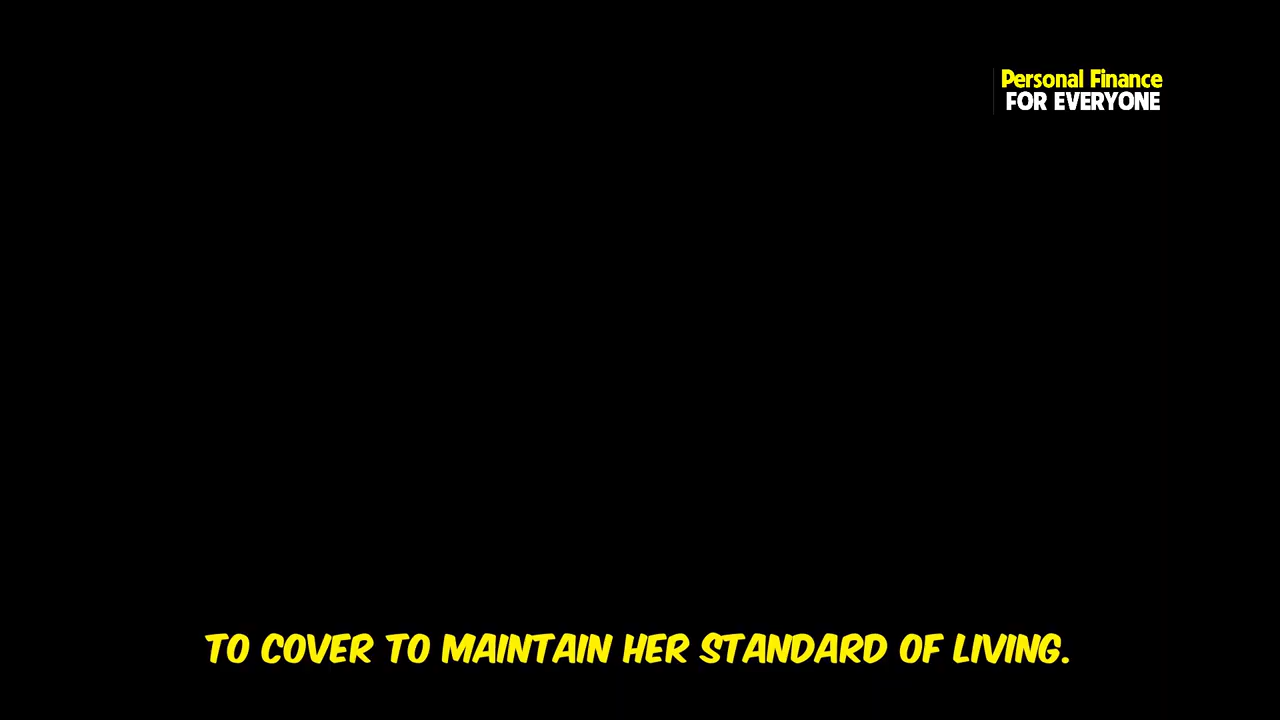 Personal Finance
FOR EVERYONE
TO COVER TO MAINTAIN HER STANDARD OF LIVING.